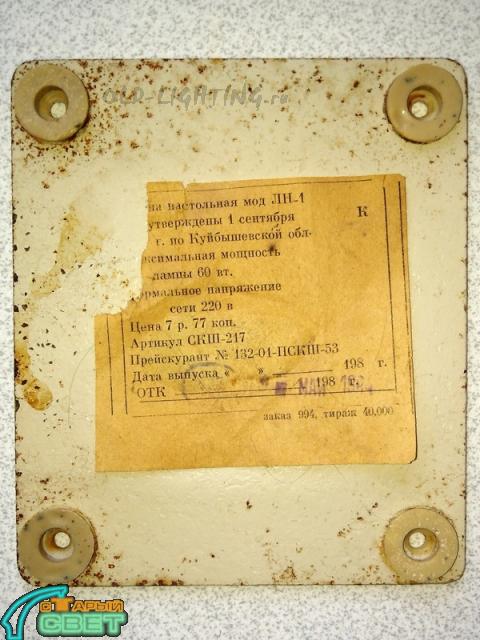 OLD-LIGHTING.ru
на настольная мод ЛН-1
утверждены 1 сентября К
г. по Куйбышевской обл.
ксимальная мощность
лампы 60 вт.
рмальное напряжение
сети 220 в
Цена 7 р. 77 коп.
Артикул СКШ-217
Прейскурант № 132-01-ПСКШ-53
Дата выпуска « » 198 г.
ОТК 198 г.
МАЙ
заказ 994, тираж 40.000
СТАРЫЙ
СВЕТ